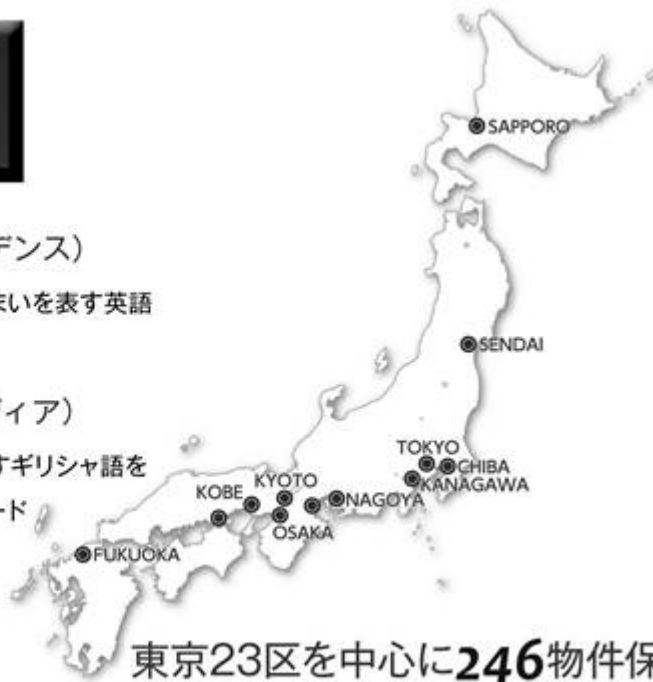 デンス）
まいを表す英語
ディア）
すギリシャ語を
ード
SAPPORO
SENDAI
TOKYO
CHIBA
KANAGAWA
KYOTO
KOBE
NAGOYA
OSAKA
FUKUOKA
東京23区を中心に246物件保